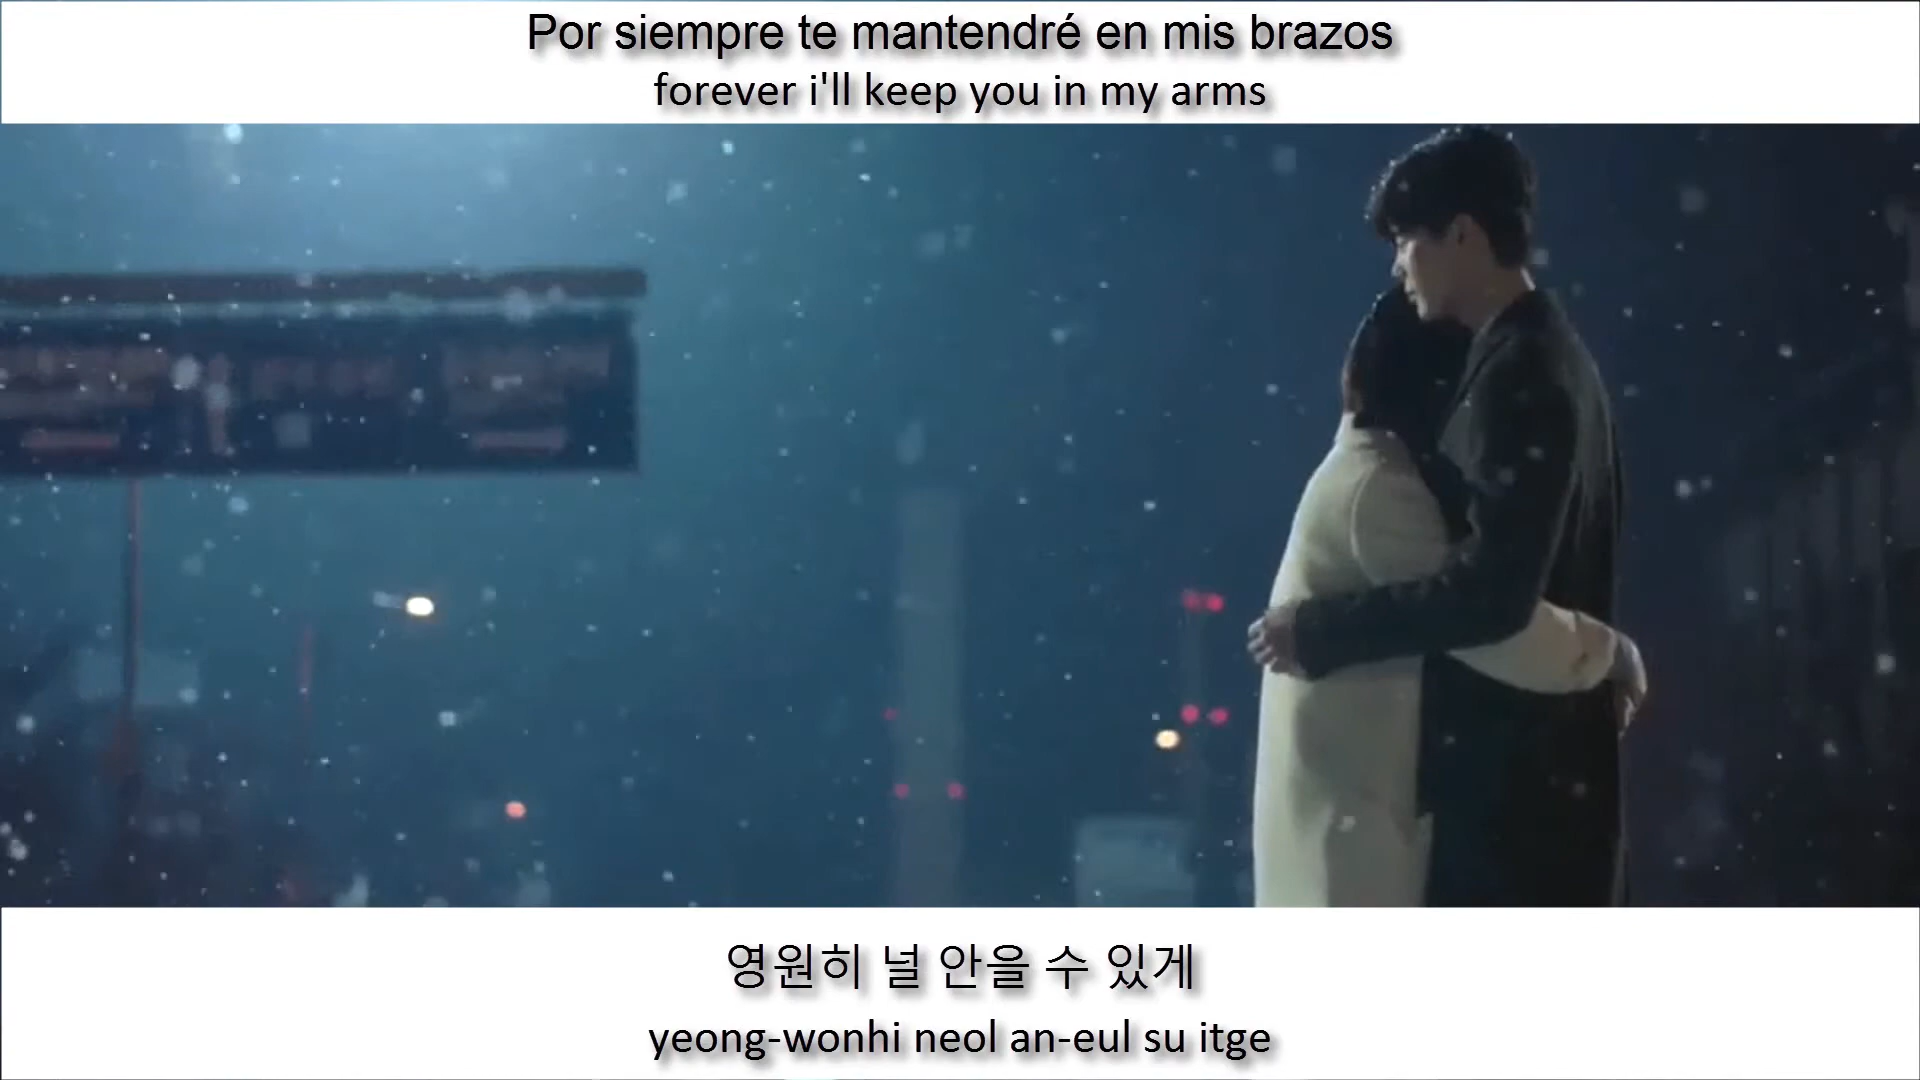 Por siempre te mantendré en mis brazos
forever i'll keep you in my arms
영원히 널 안을 수 있게
yeong-wonhi neol an-eul su itge